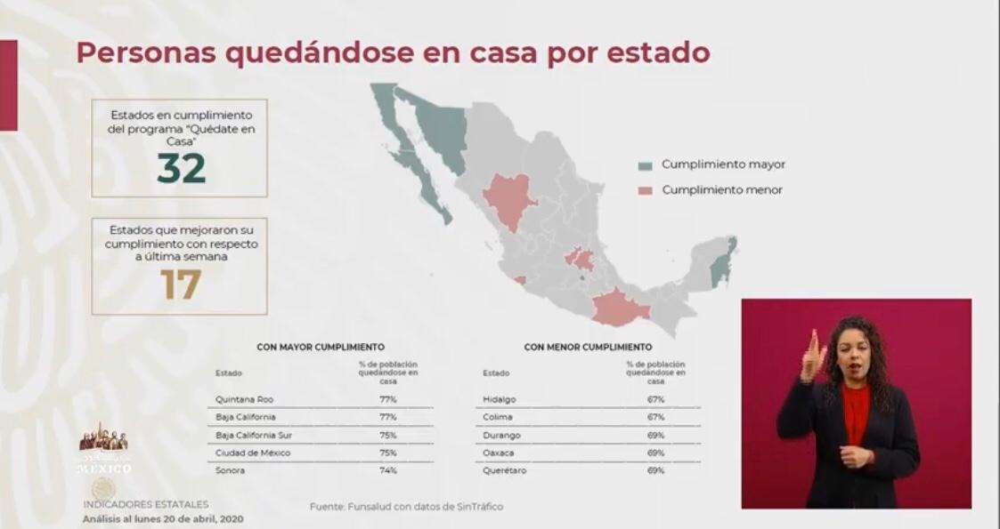 Personas quedándose en casa por estado
Estados en cumplimiento
del programa "Quédate en
Casa"
32
Estados que mejoraron su
cumplimiento con respecto
a última semana
17
Cumplimiento mayor
Cumplimiento menor
CON MAYOR CUMPLIMIENTO
Estado % de población
quedándose en
casa
Quintana Roo 77%
Baja California 77%
Baja California Sur 75%
Ciudad de México 75%
Sonora 74%
CON MENOR CUMPLIMIENTO
Estado % de población
quedándose en
casa
Hidalgo 67%
Colima 67%
Durango 69%
Oaxaca 69%
Querétaro 69%
MÉXICO
INDICADORES ESTATALES
Análisis al lunes 20 de abril, 2020
Fuente: Funsalud con datos de SinTráfico